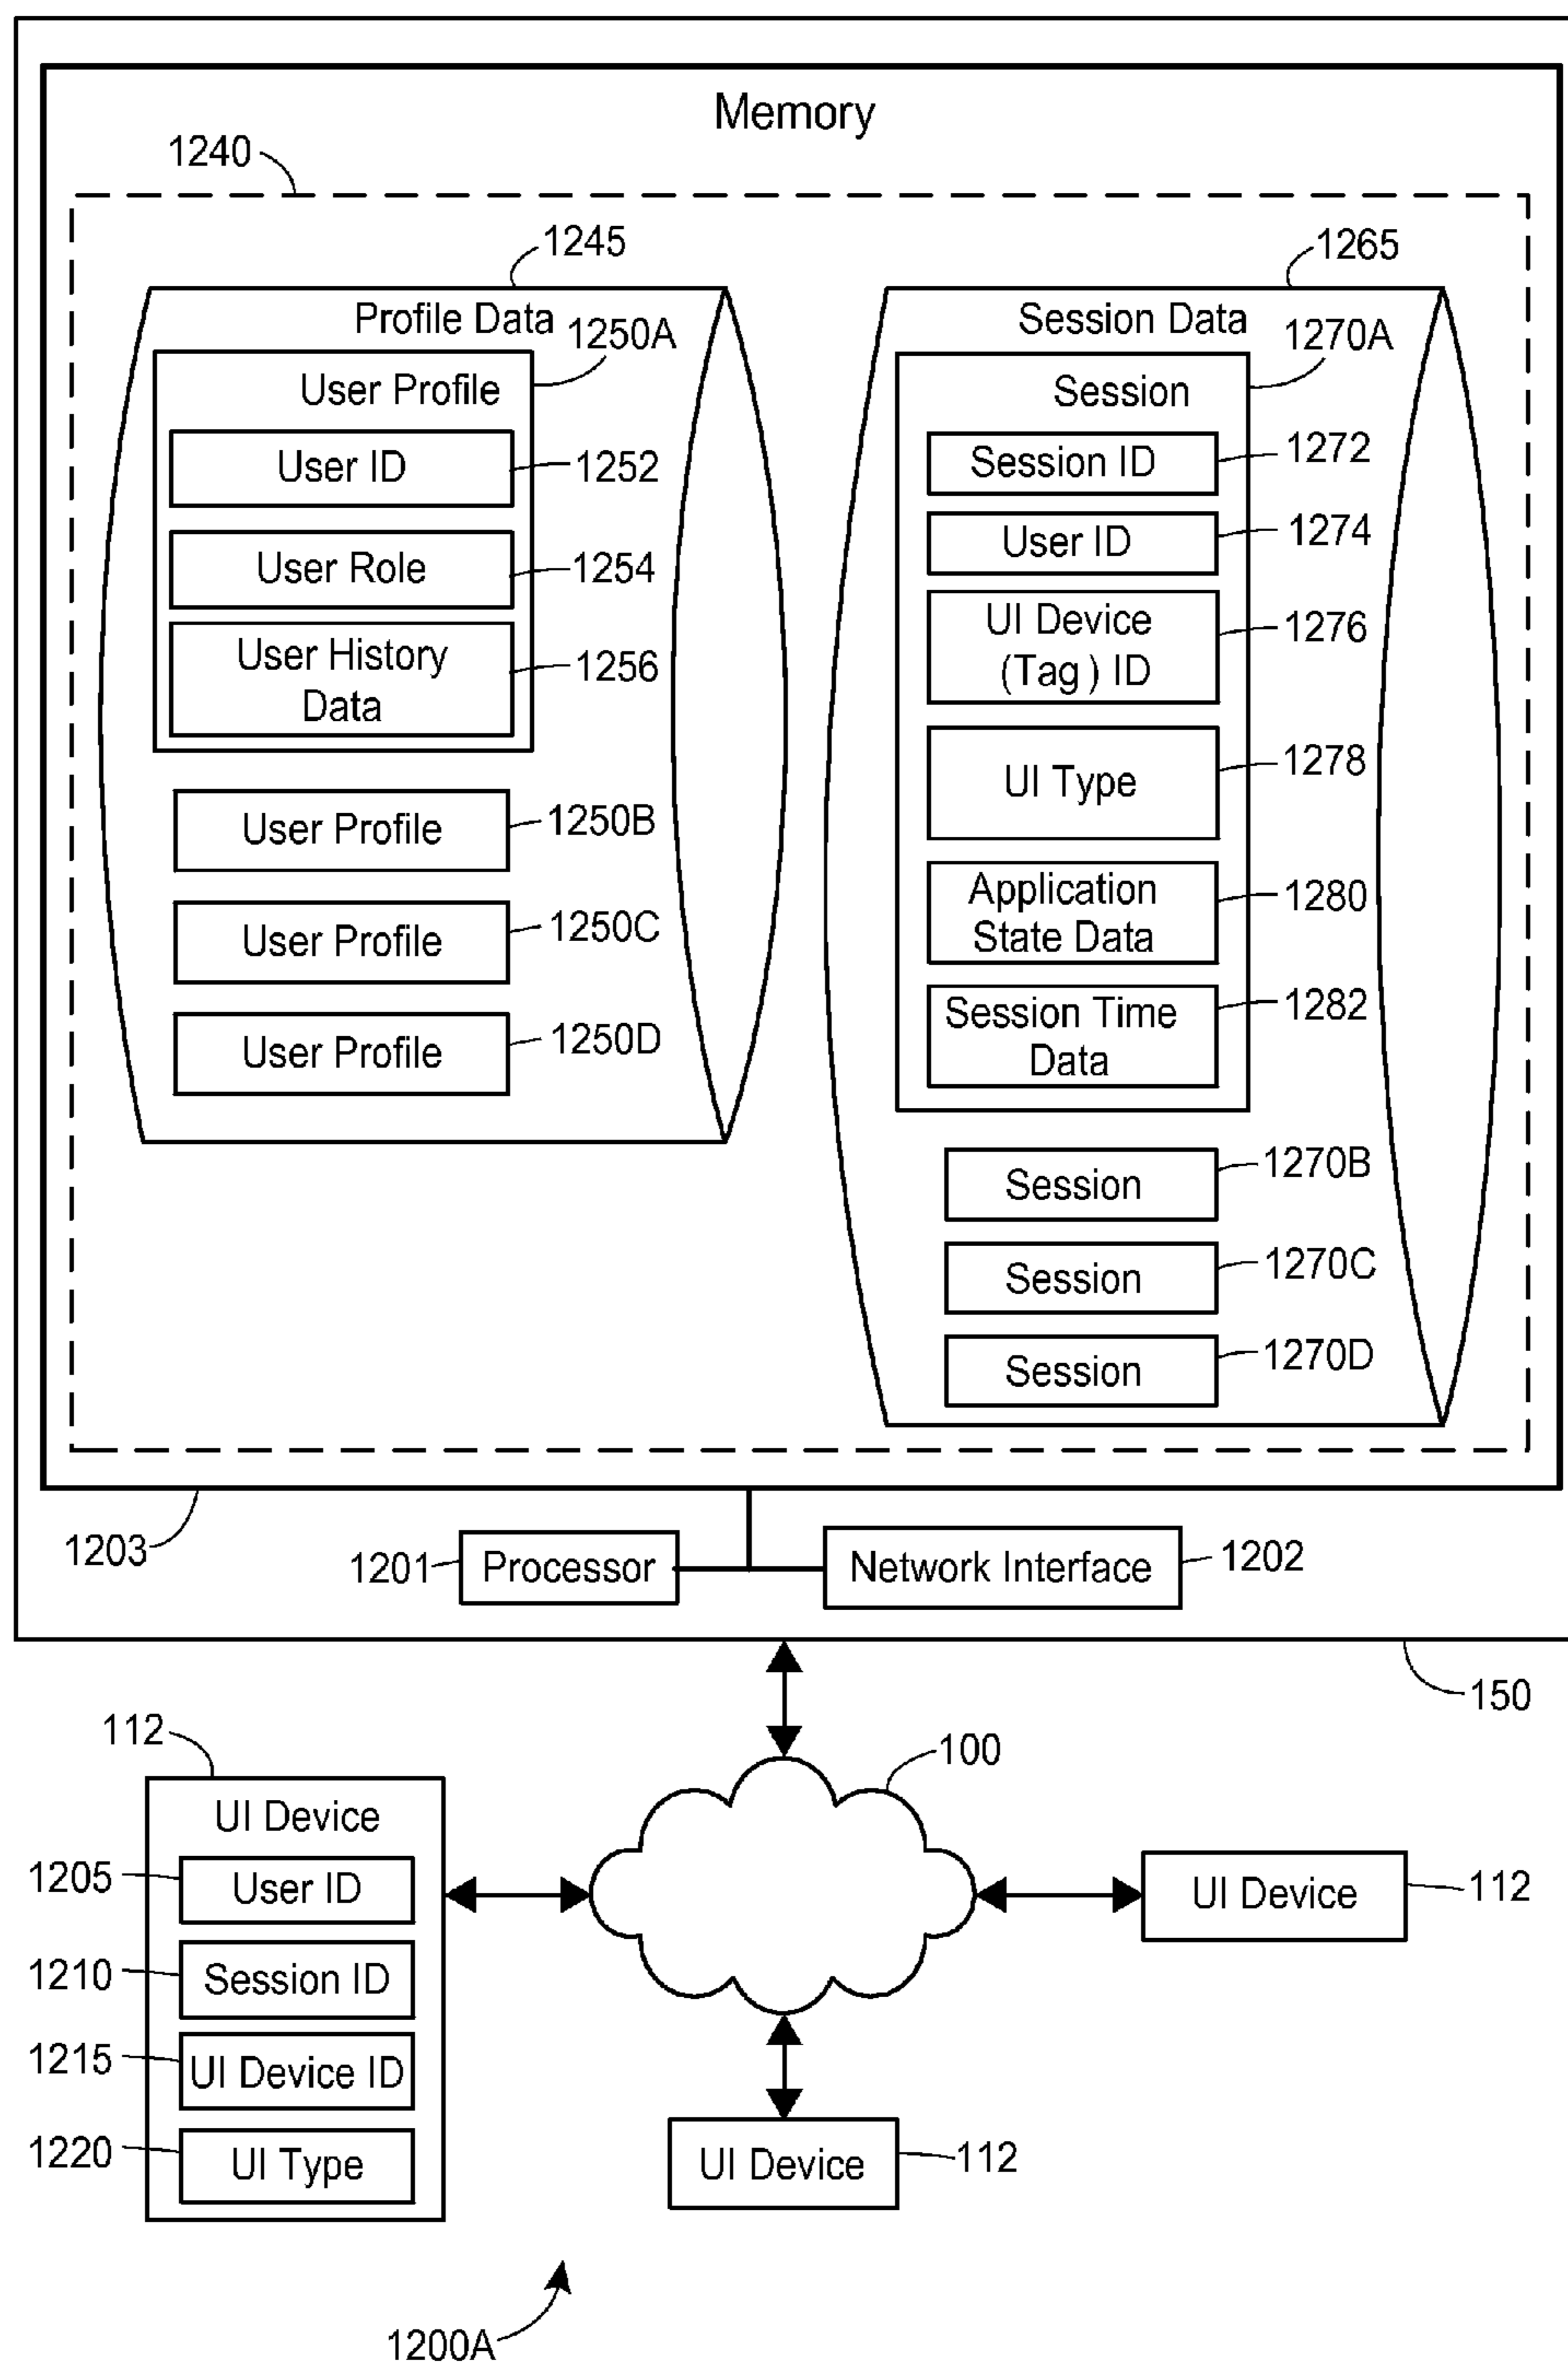 Memory
1240
1245
1265
Profile Data
1250A
User Profile
User ID
1252
User Role
1254
User History
Data
1256
User Profile
1250B
User Profile
1250C
User Profile
1250D
Session Data
1270A
Session
Session ID
1272
User ID
1274
UI Device
(Tag ) ID
1276
UI Type
1278
Application
State Data
1280
Session Time
Data
1282
Session
1270B
Session
1270C
Session
1270D
1203
1201
Processor
Network Interface
1202
150
112
UI Device
1205
User ID
1210
Session ID
1215
UI Device ID
1220
UI Type
100
UI Device
112
UI Device
112
1200A